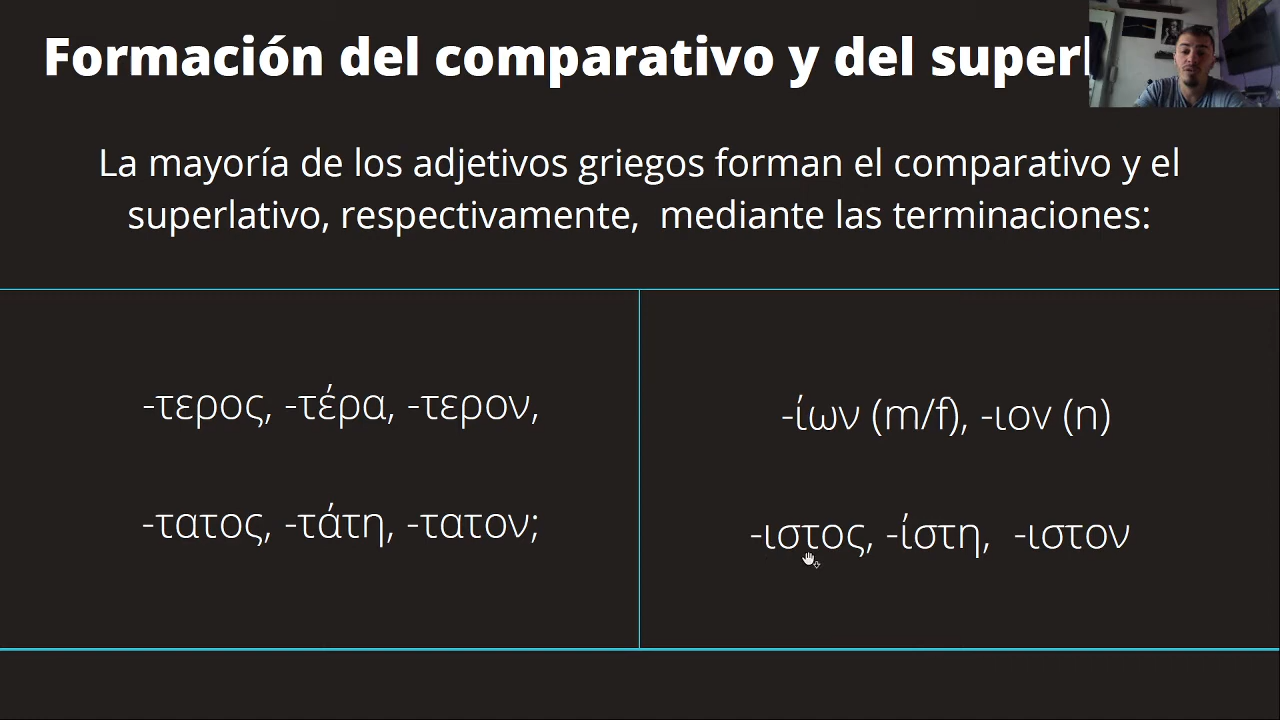 Formación del comparativo y del
La mayoría de los adjetivos griegos forman el comparativo y el
superlativo, respectivamente, mediante las terminaciones:
-τερος, -τέρα, -τερον,
-τατος, -τάτη, -τατον;
-ίων (m/f), -ιον (n)
-ιστος, -ίστη, -ιστον